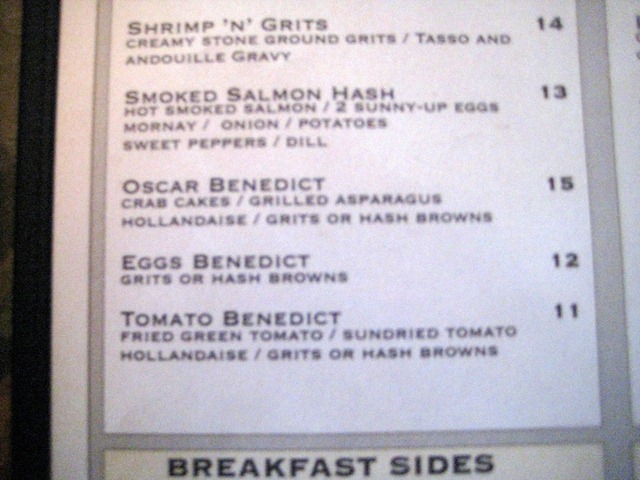 SHRIMP 'N' GRITS 14
CREAMY STONE GROUND GRITS / TASSO AND
ANDOUILLE GRAVY
SMOKED SALMON HASH 13
HOT SMOKED SALMON / 2 SUNNY-UP EGGS
MORNAY / ONION / POTATOES
SWEET PEPPERS / DILL
OSCAR BENEDICT 15
CRAB CAKES / GRILLED ASPARAGUS
HOLLANDAISE / GRITS OR HASH BROWNS
EGGS BENEDICT 12
GRITS OR HASH BROWNS
TOMATO BENEDICT 11
FRIED GREEN TOMATO / SUNDRIED TOMATO
HOLLANDAISE / GRITS OR HASH BROWNS
BREAKFAST SIDES